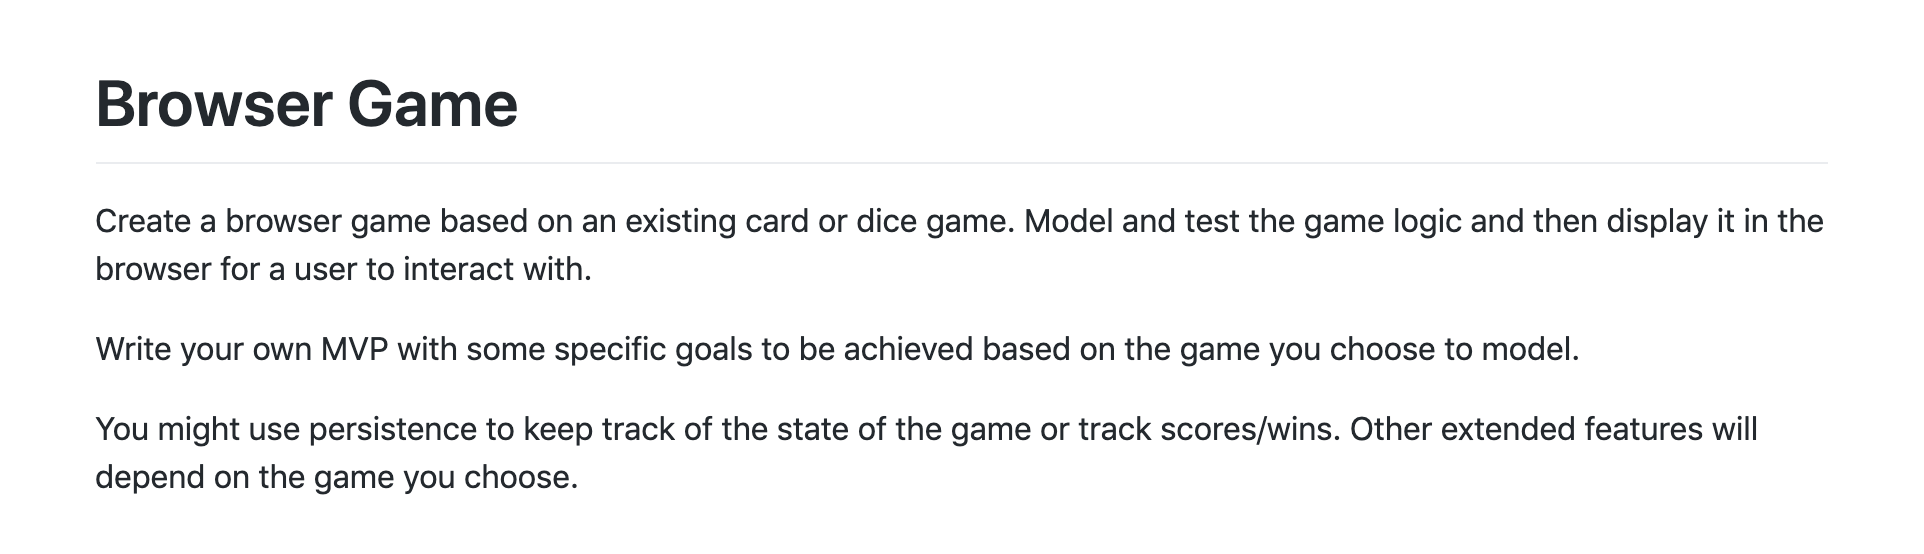 Browser Game
Create a browser game based on an existing card or dice game. Model and test the game logic and then display it in the
browser for a user to interact with.
Write your own MVP with some specific goals to be achieved based on the game you choose to model.
You might use persistence to keep track of the state of the game or track scores/wins. Other extended features will
depend on the game you choose.